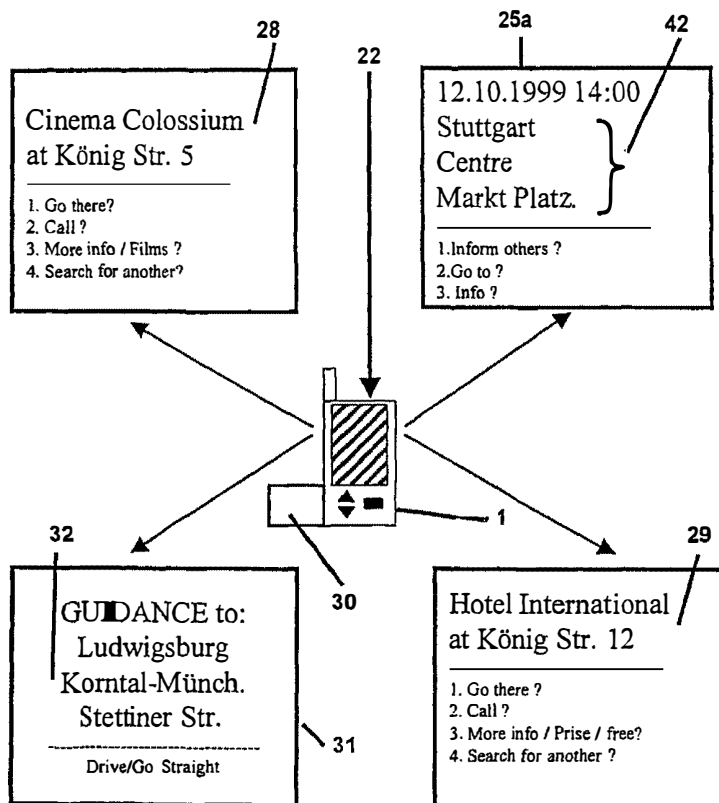 28
22
25a
42
Cinema Colossium
at König Str. 5
1. Go there?
2. Call ?
3. More info / Films ?
4. Search for another?
12.10.1999 14:00
Stuttgart
Centre
Markt Platz.
1.Inform others ?
2.Go to ?
3. Info ?
1
30
32
GUIDANCE to:
Ludwigsburg
Korntal-Münch.
Stettiner Str.
Drive/Go Straight
31
29
Hotel International
at König Str. 12
1. Go there ?
2. Call ?
3. More info / Prise / free?
4. Search for another ?